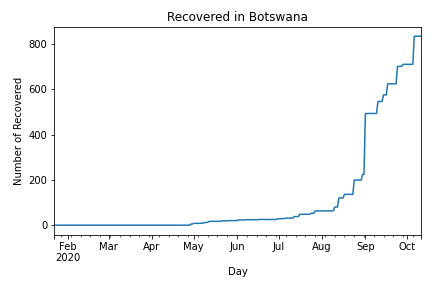 Recovered in Botswana
Number of Recovered
800
600
400
200
0
Feb Mar Apr May Jun Jul Aug Sep Oct
2020
Day